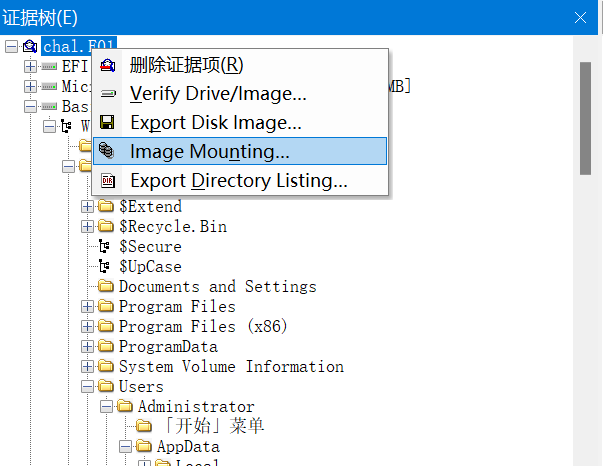 证据树(E)
chal.E01
EFI
删除证据项(R)
Mic
MB]
Verify Drive/Image...
Bas
Export Disk Image...
W
Image Mounting...
Export Directory Listing...
$Extend
$Recycle.Bin
$Secure
$UpCase
Documents and Settings
Program Files
Program Files (x86)
ProgramData
System Volume Information
Users
Administrator
「开始」菜单
AppData
Local